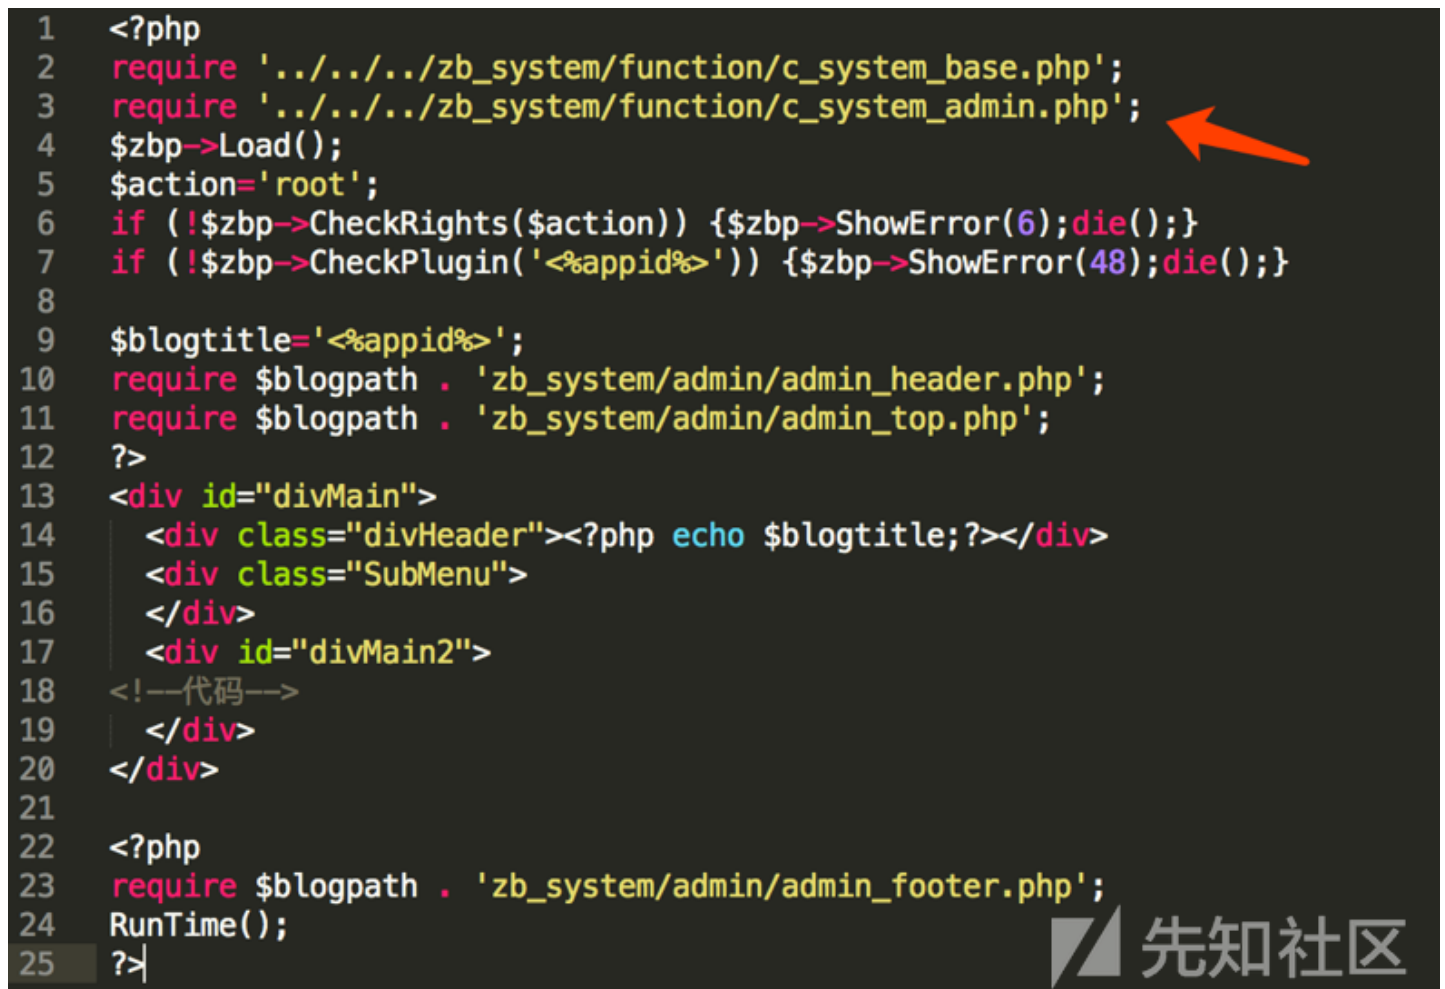 1 <?php
2 require '../../../zb_system/function/c_system_base.php';
3 require '../../../zb_system/function/c_system_admin.php';
4 $zbp->Load();
5 $action='root';
6 if (!$zbp->CheckRights($action)) {$zbp->ShowError(6);die();}
7 if (!$zbp->CheckPlugin('<%appid%>')) {$zbp->ShowError(48);die();}
8
9 $blogtitle='<%appid%>';
10 require $blogpath . 'zb_system/admin/admin_header.php';
11 require $blogpath . 'zb_system/admin/admin_top.php';
12 ?>
13 <div id="divMain">
14   <div class="divHeader"><?php echo $blogtitle;?></div>
15   <div class="SubMenu">
16   </div>
17   <div id="divMain2">
18 <!--代码-->
19   </div>
20 </div>
21
22 <?php
23 require $blogpath . 'zb_system/admin/admin_footer.php';
24 RunTime();
25 ?>
先知社区